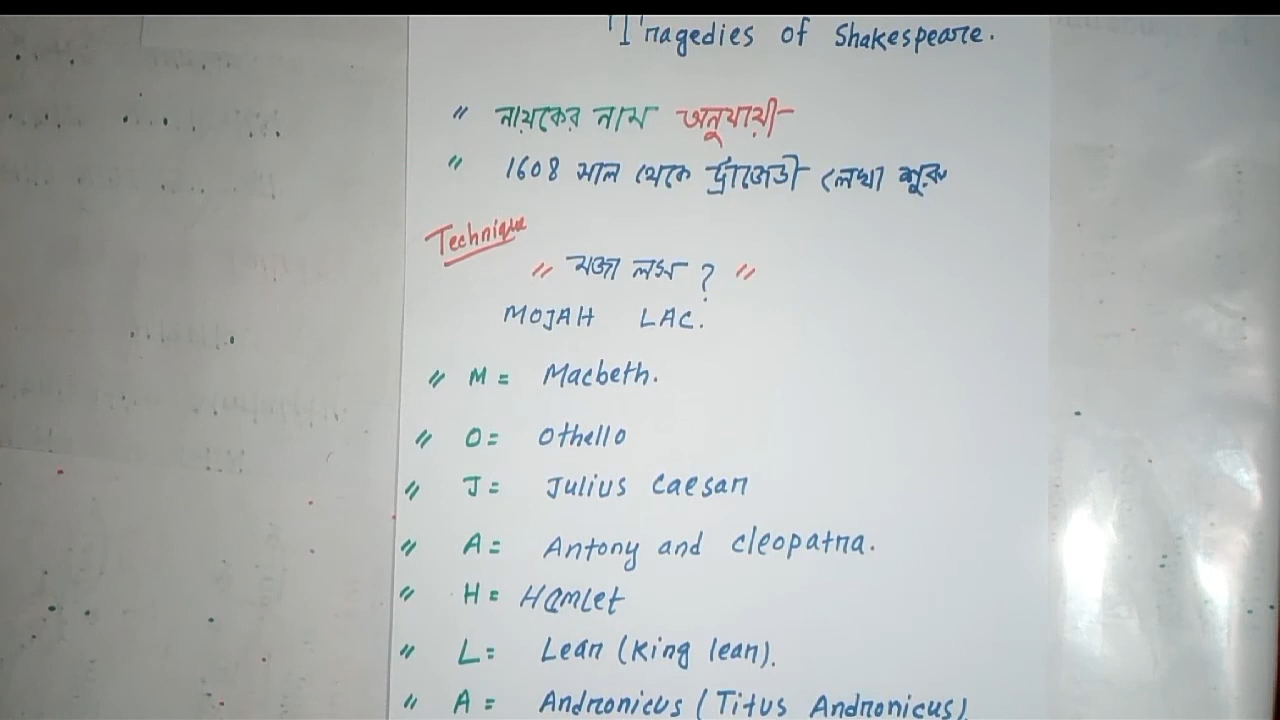 Tragedies of Shakespeare.
" নায়কের নাম অনুযায়ী-
" 1608 সাল থেকে ট্রাজেডী লেখা শুরু
Technique
" মজা লস ? "
MOJAH LAC.
" M = Macbeth.
" O = Othello
" J = Julius Caesar
" A = Antony and cleopatra.
" H = Hamlet
" L = Lear (King lear).
" A = Andronicus (Titus Andronicus)